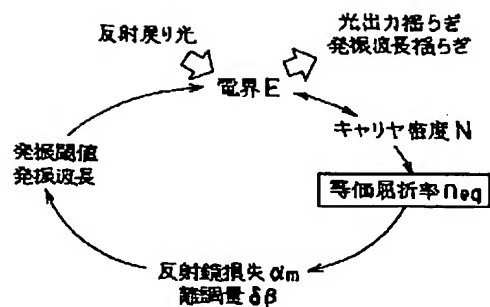 反射戻り光
光出力揺らぎ
発振波長揺らぎ
電界E
キャリヤ密度N
発振閾値
発振波長
等価屈折率neq
反射鏡損失αm
離調量δβ